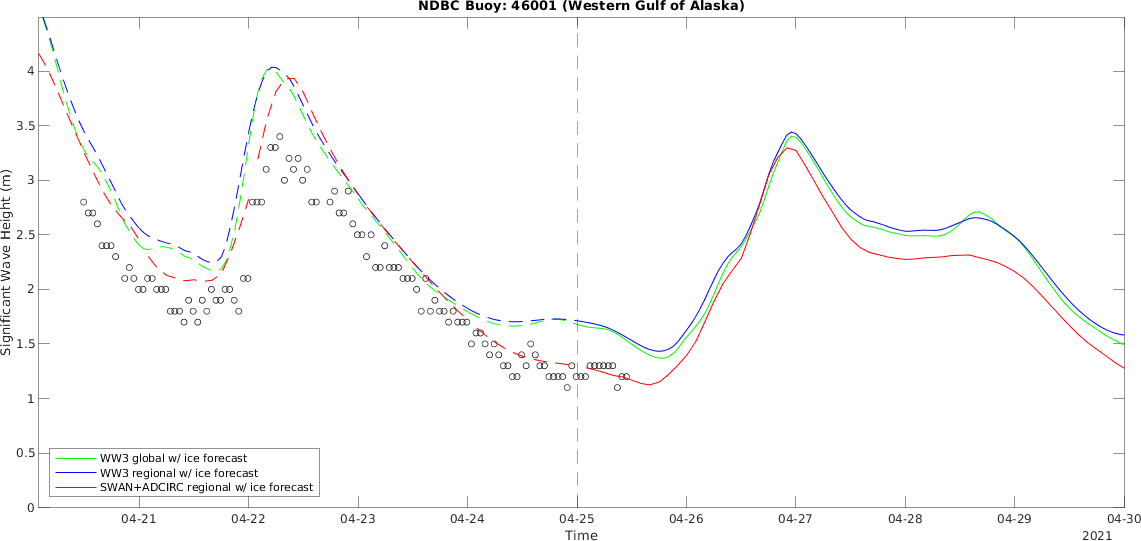 NDBC Buoy: 46001 (Western Gulf of Alaska)
Significant Wave Height (m)
4
3.5
3
2.5
2
1.5
1
0.5
0
WW3 global w/ ice forecast
WW3 regional w/ ice forecast
SWAN+ADCIRC regional w/ ice forecast
04-21 04-22 04-23 04-24 04-25 04-26 04-27 04-28 04-29 04-30
Time
2021